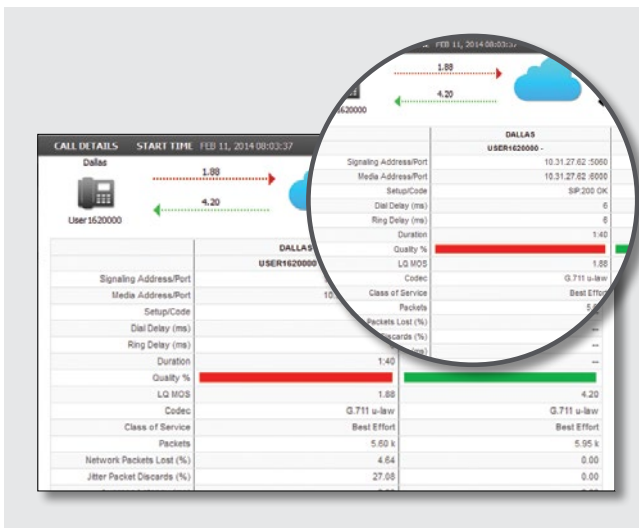 CALL DETAILS START TIME FEB 11, 2014 08:03:37
Dallas
1.88
4.20
User1620000
DALLAS
USER1620000
Signaling Address/Port
Media Address/Port 10.
Setup/Code
Dial Delay (ms)
Ring Delay (ms)
Duration 1:40 --
Quality %
LQ MOS 1.88 4.20
Codec G.711 u-law G.711 u-law
Class of Service Best Effort Best Effort
Packets 5.60 k 5.95 k
Network Packets Lost (%) 4.64 0.00
Jitter Packet Discards (%) 27.08 0.00
FEB 11, 2014 08:03:37
1.88
4.20
1620000
DALLAS
USER1620000 -
Signaling Address/Port 10.31.27.62 :5060
Media Address/Port 10.31.27.62 :6000
Setup/Code SIP:200 OK
Dial Delay (ms) 6
Ring Delay (ms) 6
Duration 1:40
Quality %
LQ MOS 1.88
Codec G.711 u-law
Class of Service Best Effort
Packets
Packets Lost (%) --
Discards (%) --
(ms)